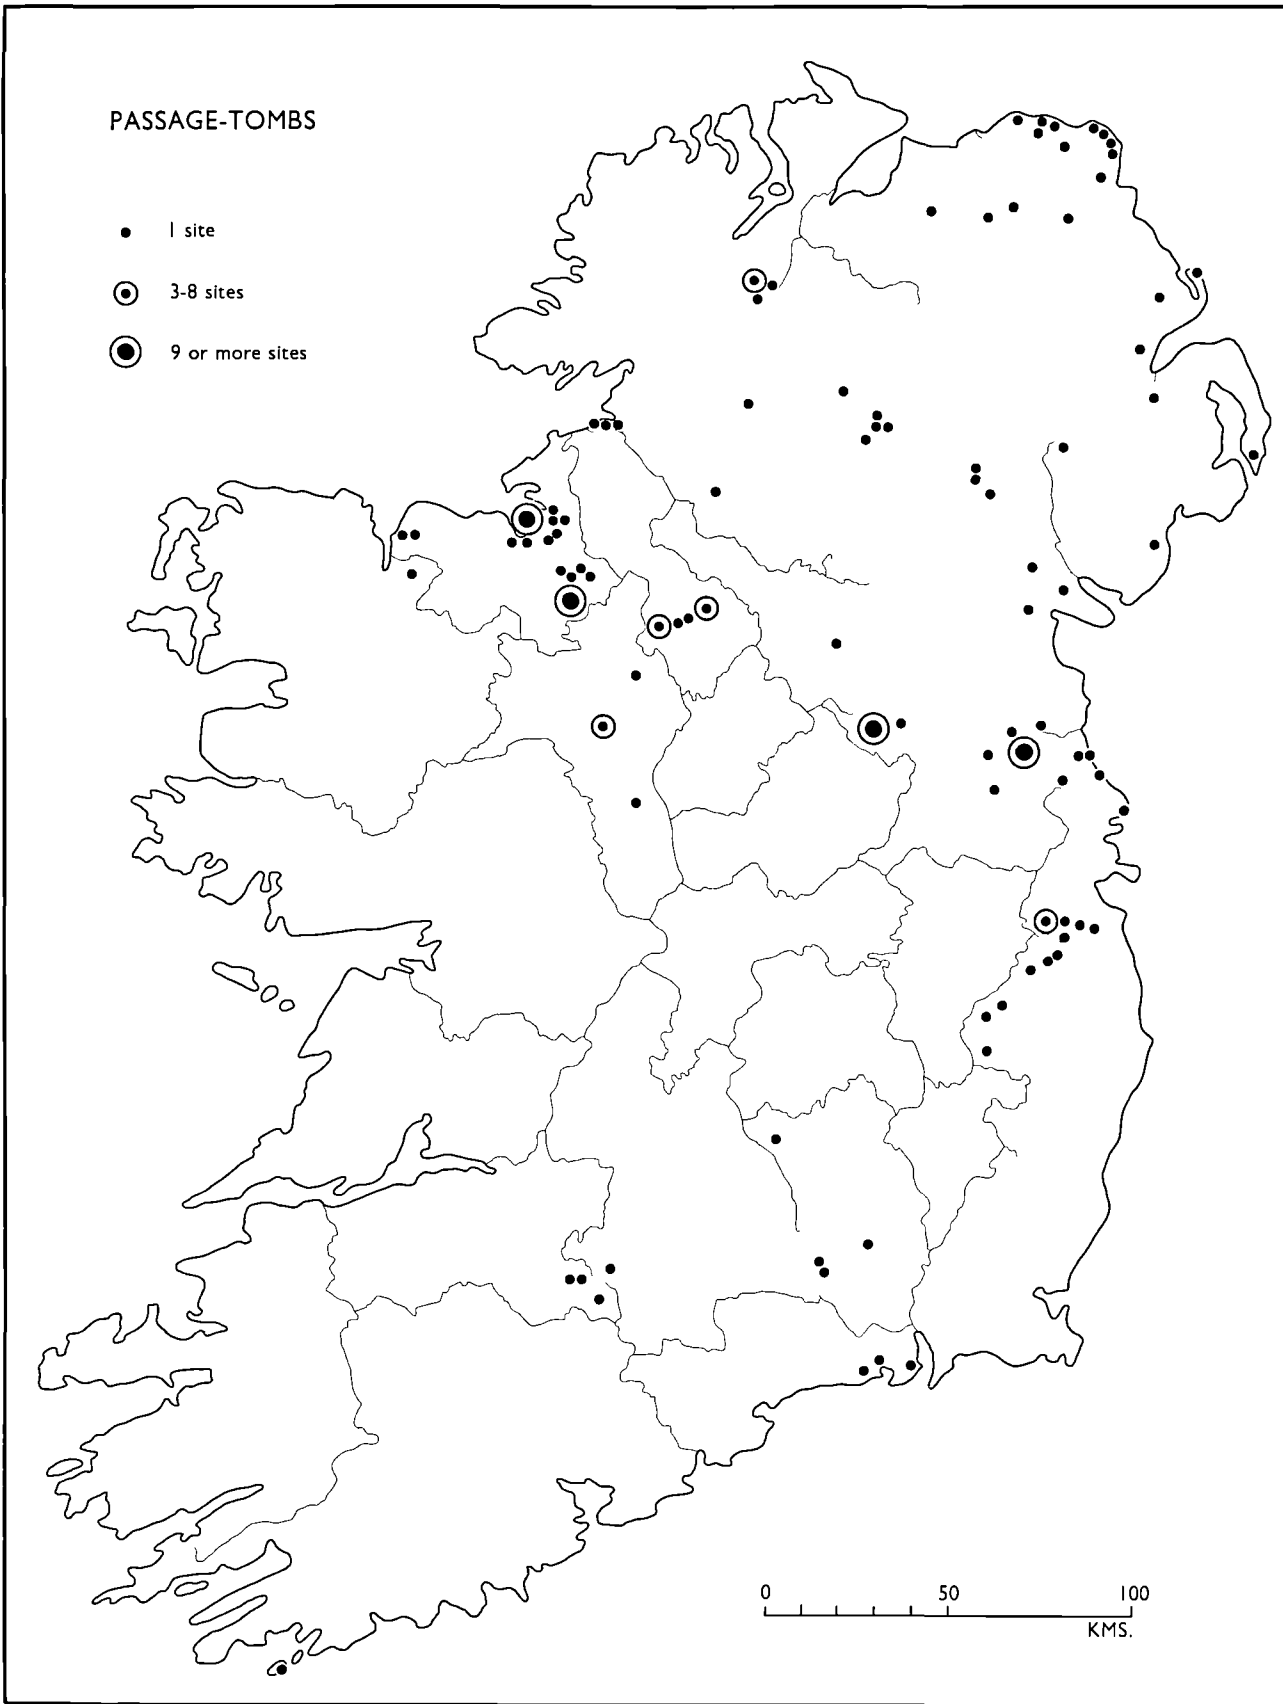 PASSAGE-TOMBS
1 site
3-8 sites
9 or more sites
0 50 100
KMS.